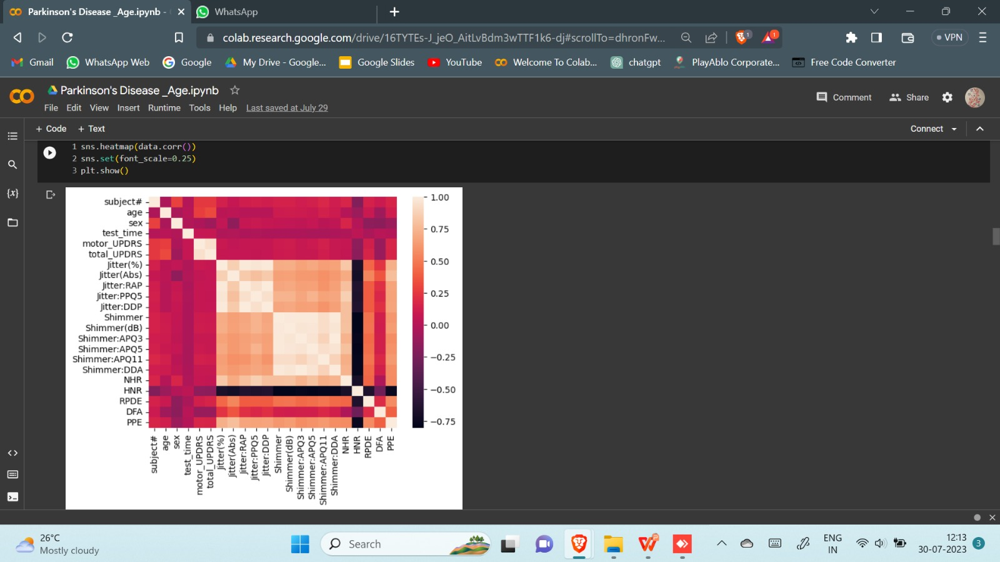 Parkinson's Disease _Age.ipynb -
WhatsApp
colab.research.google.com/drive/16TYTEs-J_jeO_AitLvBdm3wTTF1k6-dj#scrollTo=dhronFw...
1
1
VPN
Gmail
WhatsApp Web
Google
My Drive - Google...
Google Slides
YouTube
Welcome To Colab...
chatgpt
PlayAblo Corporate...
Free Code Converter
Parkinson's Disease _Age.ipynb
File Edit View Insert Runtime Tools Help Last saved at July 29
Comment
Share
+ Code + Text
Connect
1 sns.heatmap(data.corr())
2 sns.set(font_scale=0.25)
3 plt.show()
{x}
subject#
age
sex
test_time
motor_UPDRS
total_UPDRS
Jitter(%)
Jitter(Abs)
Jitter:RAP
Jitter:PPQ5
Jitter:DDP
Shimmer
Shimmer(dB)
Shimmer:APQ3
Shimmer:APQ5
Shimmer:APQ11
Shimmer:DDA
NHR
HNR
RPDE
DFA
PPE
1.00
0.75
0.50
0.25
0.00
−0.25
−0.50
−0.75
subject#
age
sex
test_time
motor_UPDRS
total_UPDRS
Jitter(%)
Jitter(Abs)
Jitter:RAP
Jitter:PPQ5
Jitter:DDP
Shimmer
Shimmer(dB)
Shimmer:APQ3
Shimmer:APQ5
Shimmer:APQ11
Shimmer:DDA
NHR
HNR
RPDE
DFA
PPE
26°C
Mostly cloudy
Search
ENG
IN
12:13
30-07-2023
3